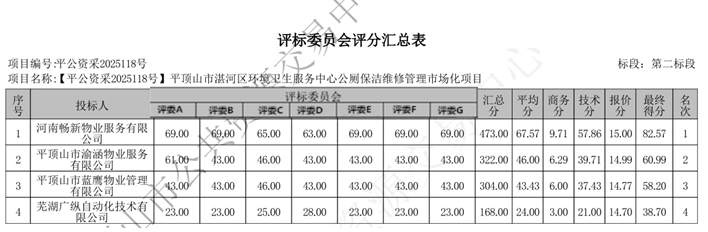 评标委员会评分汇总表
项目编号:平公资采2025118号 标段: 第二标段
项目名称:【平公资采2025118号】平顶山市湛河区环境卫生服务中心公厕保洁维修管理市场化项目
序号 投标人 评标委员会 汇总分 平均分 商务分 技术分 报价分 最终得分 名次
评委A 评委B 评委C 评委D 评委E 评委F 评委G
1 河南畅新物业服务有限公司 69.00 69.00 65.00 63.00 69.00 69.00 69.00 473.00 67.57 9.71 57.86 15.00 82.57 1
2 平顶山市渝涵物业服务有限公司 61.00 43.00 46.00 43.00 43.00 43.00 43.00 322.00 46.00 6.29 39.71 14.99 60.99 2
3 平顶山市蓝鹰物业管理有限公司 43.00 43.00 46.00 43.00 43.00 43.00 43.00 304.00 43.43 6.00 37.43 14.77 58.20 3
4 芜湖广纵自动化技术有限公司 23.00 23.00 25.00 28.00 23.00 23.00 23.00 168.00 24.00 3.00 21.00 14.70 38.70 4